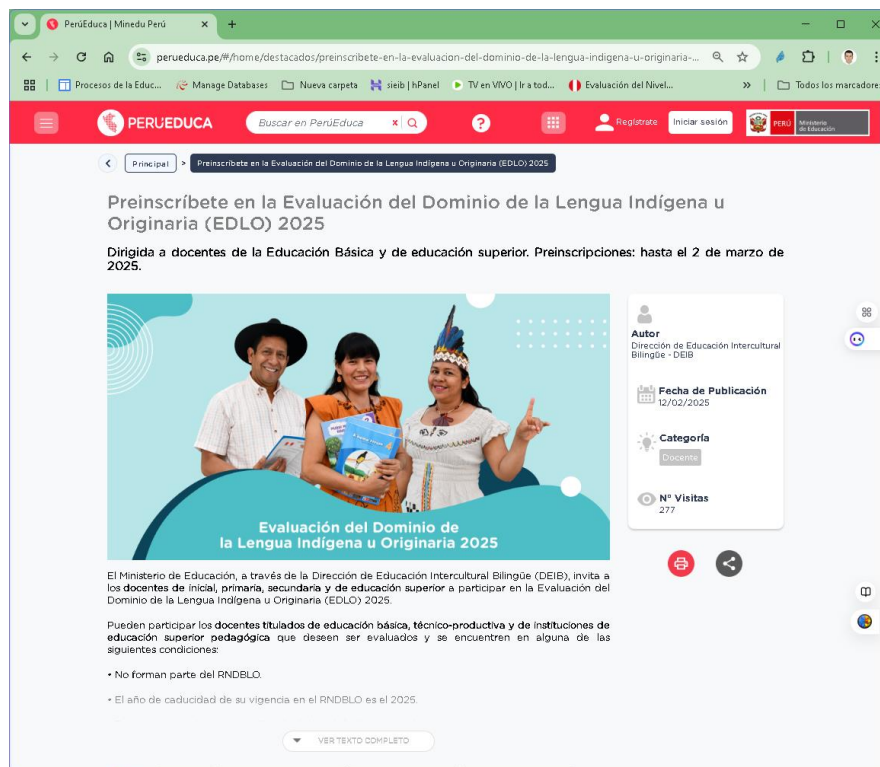 PerúEduca | Minedu Perú
perueduca.pe/#/home/destacados/preinscribete-en-la-evaluacion-del-dominio-de-la-lengua-indigena-u-originaria-...
Procesos de la Educ...
Manage Databases
Nueva carpeta
sieib | hPanel
TV en VIVO | Ir a tod...
Evaluación del Nivel...
»
Todos los marcadores
PERÚEDUCA
Buscar en PerúEduca
x
?
Regístrate
Iniciar sesión
PERÚ
Ministerio
de Educación
Principal > Preinscríbete en la Evaluación del Dominio de la Lengua Indígena u Originaria (EDLO) 2025
Preinscríbete en la Evaluación del Dominio de la Lengua Indígena u
Originaria (EDLO) 2025
Dirigida a docentes de la Educación Básica y de educación superior. Preinscripciones: hasta el 2 de marzo de
2025.
Evaluación del Dominio de
la Lengua Indígena u Originaria 2025
Autor
Dirección de Educación Intercultural
Bilingüe - DEIB
Fecha de Publicación
12/02/2025
Categoría
Docente
N° Visitas
277
El Ministerio de Educación, a través de la Dirección de Educación Intercultural Bilingüe (DEIB), invita a
los docentes de inicial, primaria, secundaria y de educación superior a participar en la Evaluación del
Dominio de la Lengua Indígena u Originaria (EDLO) 2025.
Pueden participar los docentes titulados de educación básica, técnico-productiva y de instituciones de
educación superior pedagógica que deseen ser evaluados y se encuentren en alguna de las
siguientes condiciones:
• No forman parte del RNDBLO.
• El año de caducidad de su vigencia en el RNDBLO es el 2025.
VER TEXTO COMPLETO